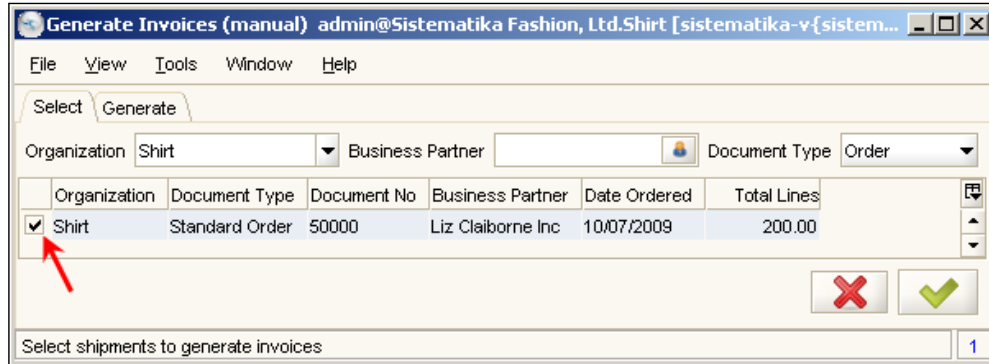 Generate Invoices (manual) admin@Sistematika Fashion, Ltd.Shirt [sistematika-v{sistem...
File View Tools Window Help
Select Generate
Organization Shirt Business Partner Document Type Order
Organization Document Type Document No Business Partner Date Ordered Total Lines
Shirt Standard Order 50000 Liz Claiborne Inc 10/07/2009 200.00
Select shipments to generate invoices 1